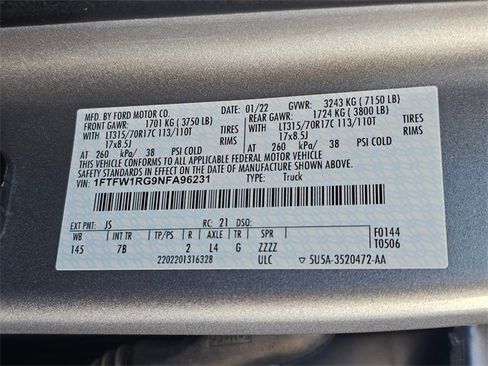 MFD. BY FORD MOTOR CO.
01/22 GVWR: 3243 KG ( 7150 LB)
FRONT GAWR: 1701 KG ( 3750 LB)
REAR GAWR: 1724 KG ( 3800 LB)
WITH LT315/70R17C 113/110T TIRES
WITH LT315/70R17C 113/110T TIRES
17x8.5J RIMS
17x8.5J RIMS
AT 260 kPa/ 38 PSI COLD
AT 260 kPa/ 38 PSI COLD
THIS VEHICLE CONFORMS TO ALL APPLICABLE FEDERAL MOTOR VEHICLE
SAFETY STANDARDS IN EFFECT ON THE DATE OF MANUFACTURE SHOWN ABOVE.
VIN: 1FTFW1RG9NFA96231
TYPE: Truck
F0144
T0506
EXT PNT: JS RC: 21 DSO:
WB INT TR TP/PS R AXLE TR SPR
145 7B 2 L4 G ZZZZ
2202201316328 ULC ▽ 5U5A-3520472-AA